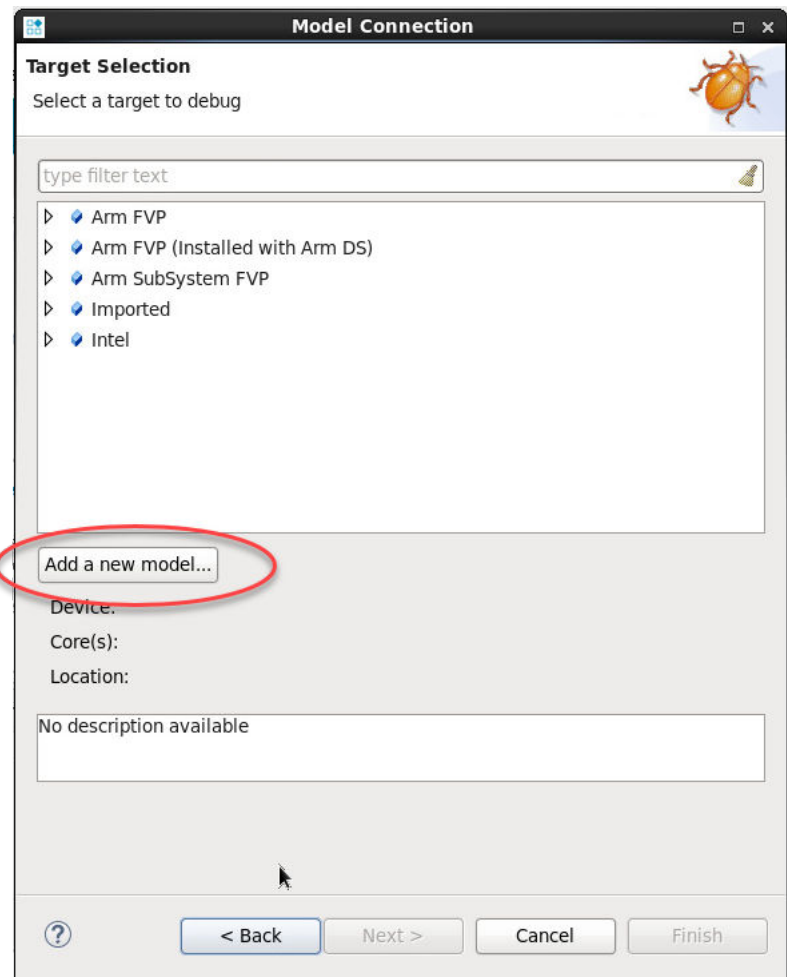 Model Connection
Target Selection
Select a target to debug
type filter text
Arm FVP
Arm FVP (Installed with Arm DS)
Arm SubSystem FVP
Imported
Intel
Add a new model...
Device:
Core(s):
Location:
No description available
?
< Back Next > Cancel Finish